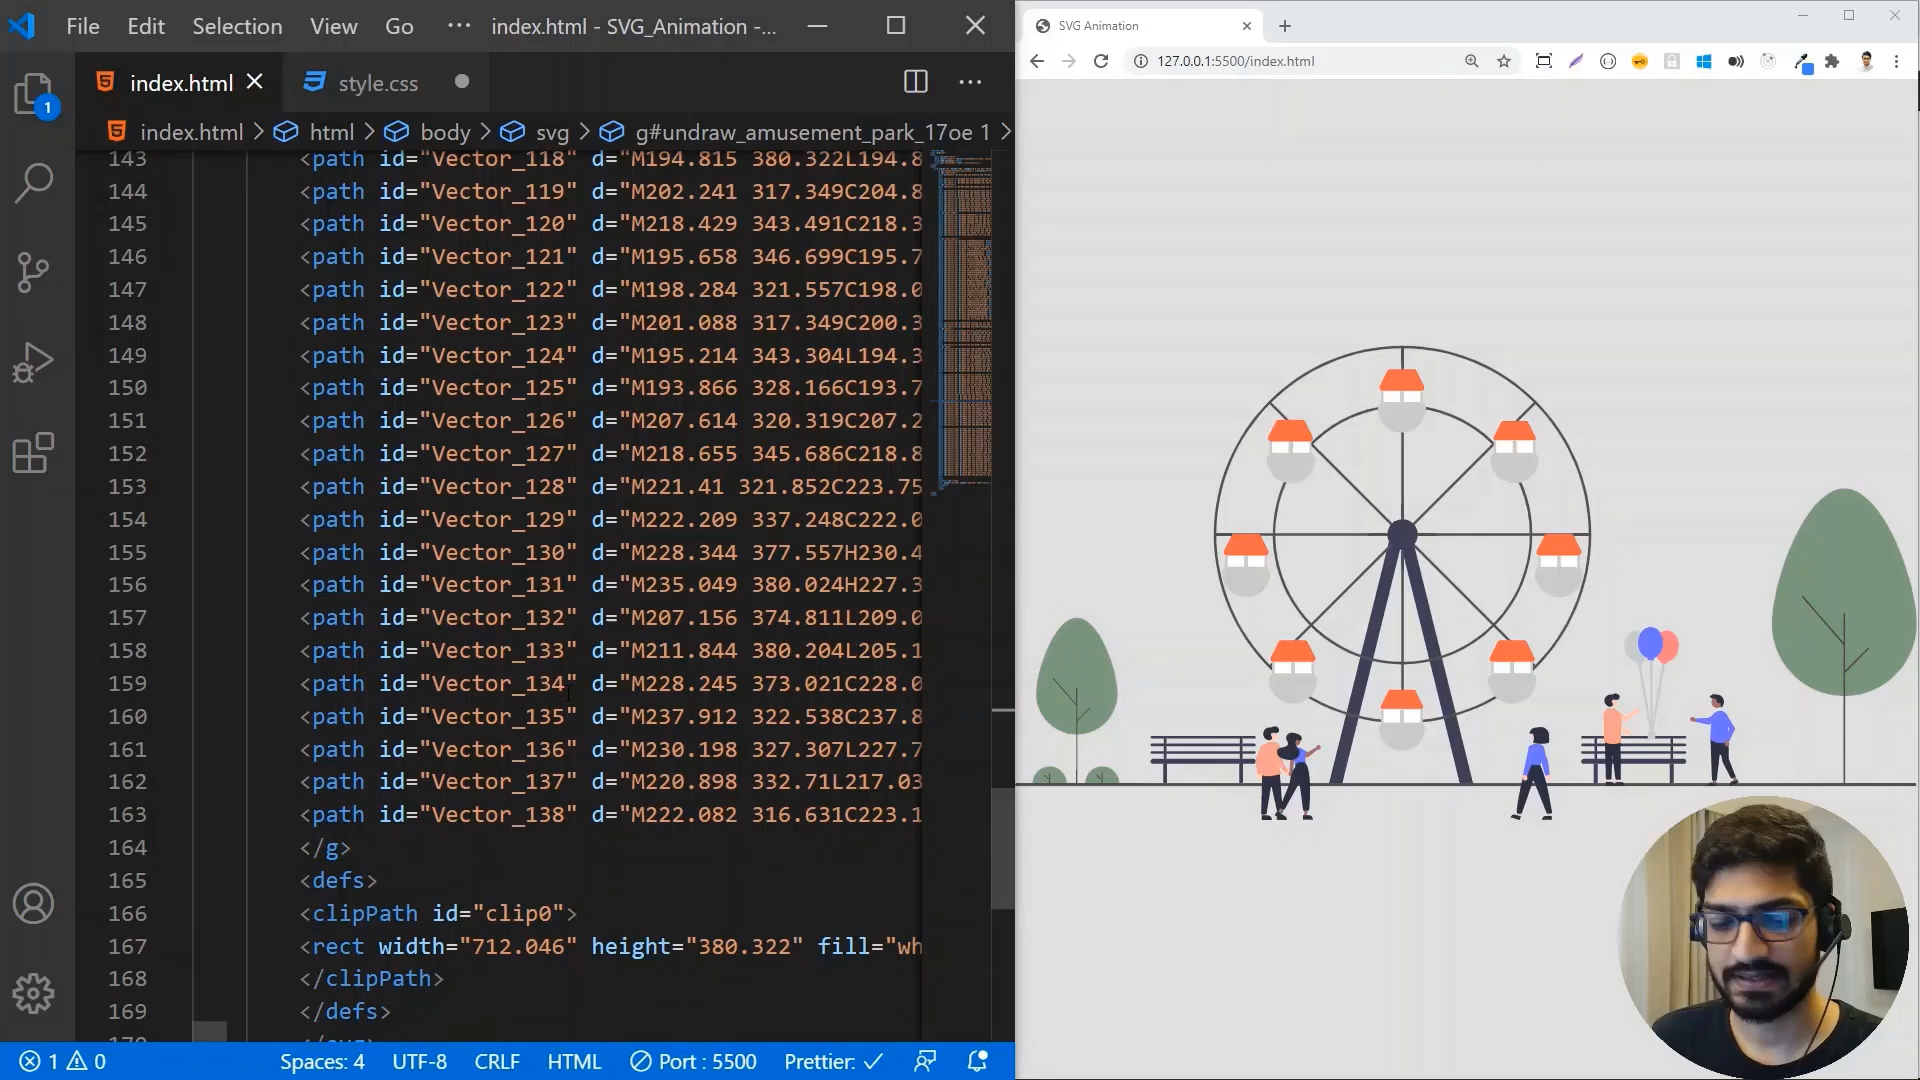 File Edit Selection View Go ··· index.html - SVG_Animation -...
index.html
style.css
index.html > html > body > svg > g#undraw_amusement_park_17oe 1 >
1
143 <path id="Vector_118" d="M194.815 380.322L194.8
144 <path id="Vector_119" d="M202.241 317.349C204.8
145 <path id="Vector_120" d="M218.429 343.491C218.3
146 <path id="Vector_121" d="M195.658 346.699C195.7
147 <path id="Vector_122" d="M198.284 321.557C198.0
148 <path id="Vector_123" d="M201.088 317.349C200.3
149 <path id="Vector_124" d="M195.214 343.304L194.3
150 <path id="Vector_125" d="M193.866 328.166C193.7
151 <path id="Vector_126" d="M207.614 320.319C207.2
152 <path id="Vector_127" d="M218.655 345.686C218.8
153 <path id="Vector_128" d="M221.41 321.852C223.75
154 <path id="Vector_129" d="M222.209 337.248C222.0
155 <path id="Vector_130" d="M228.344 377.557H230.4
156 <path id="Vector_131" d="M235.049 380.024H227.3
157 <path id="Vector_132" d="M207.156 374.811L209.0
158 <path id="Vector_133" d="M211.844 380.204L205.1
159 <path id="Vector_134" d="M228.245 373.021C228.0
160 <path id="Vector_135" d="M237.912 322.538C237.8
161 <path id="Vector_136" d="M230.198 327.307L227.7
162 <path id="Vector_137" d="M220.898 332.71L217.03
163 <path id="Vector_138" d="M222.082 316.631C223.1
164 </g>
165 <defs>
166 <clipPath id="clip0">
167 <rect width="712.046" height="380.322" fill="wh
168 </clipPath>
169 </defs>
1 0 Spaces: 4 UTF-8 CRLF HTML Port : 5500 Prettier: ✓
SVG Animation
127.0.0.1:5500/index.html